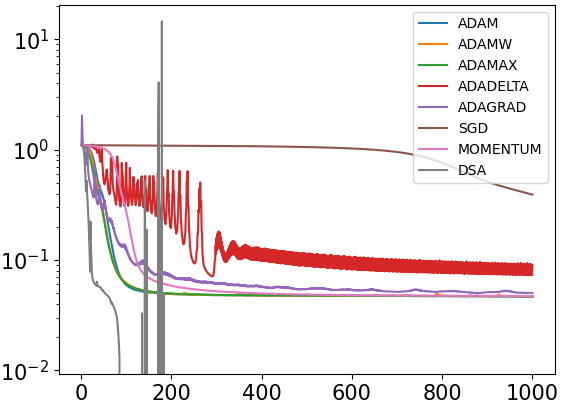 10¹
10⁰
10⁻¹
10⁻²
0
200
400
600
800
1000
ADAM
ADAMW
ADAMAX
ADADELTA
ADAGRAD
SGD
MOMENTUM
DSA